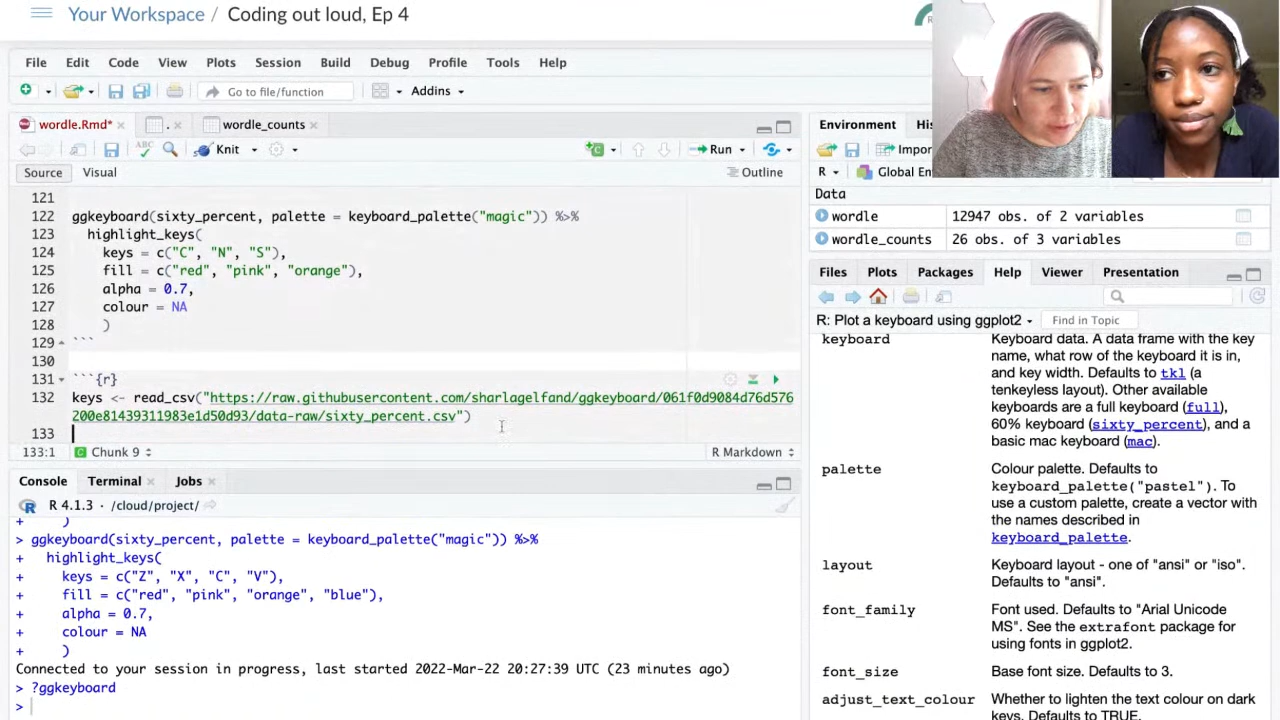 Your Workspace / Coding out loud, Ep 4
File Edit Code View Plots Session Build Debug Profile Tools Help
Go to file/function Addins
wordle.Rmd* . wordle_counts
Knit Run
Source Visual Outline
121
122 ggkeyboard(sixty_percent, palette = keyboard_palette("magic")) %>%
123 highlight_keys(
124 keys = c("C", "N", "S"),
125 fill = c("red", "pink", "orange"),
126 alpha = 0.7,
127 colour = NA
128 )
129 ```
130
131 ```{r}
132 keys <- read_csv("https://raw.githubusercontent.com/sharlagelfand/ggkeyboard/061f0d9084d76d576
200e81439311983e1d50d93/data-raw/sixty_percent.csv")
133
133:1 Chunk 9 R Markdown
Console Terminal Jobs
R 4.1.3 · /cloud/project/
+ )
> ggkeyboard(sixty_percent, palette = keyboard_palette("magic")) %>%
+ highlight_keys(
+ keys = c("Z", "X", "C", "V"),
+ fill = c("red", "pink", "orange", "blue"),
+ alpha = 0.7,
+ colour = NA
+ )
Connected to your session in progress, last started 2022-Mar-22 20:27:39 UTC (23 minutes ago)
> ?ggkeyboard
>
Environment His
Impor
R Global En
Data
wordle 12947 obs. of 2 variables
wordle_counts 26 obs. of 3 variables
Files Plots Packages Help Viewer Presentation
R: Plot a keyboard using ggplot2 Find in Topic
keyboard Keyboard data. A data frame with the key
name, what row of the keyboard it is in,
and key width. Defaults to tkl (a
tenkeyless layout). Other available
keyboards are a full keyboard (full),
60% keyboard (sixty_percent), and a
basic mac keyboard (mac).
palette Colour palette. Defaults to
keyboard_palette("pastel"). To
use a custom palette, create a vector with
the names described in
keyboard_palette.
layout Keyboard layout - one of "ansi" or "iso".
Defaults to "ansi".
font_family Font used. Defaults to "Arial Unicode
MS". See the extrafont package for
using fonts in ggplot2.
font_size Base font size. Defaults to 3.
adjust_text_colour Whether to lighten the text colour on dark
keys. Defaults to TRUE.